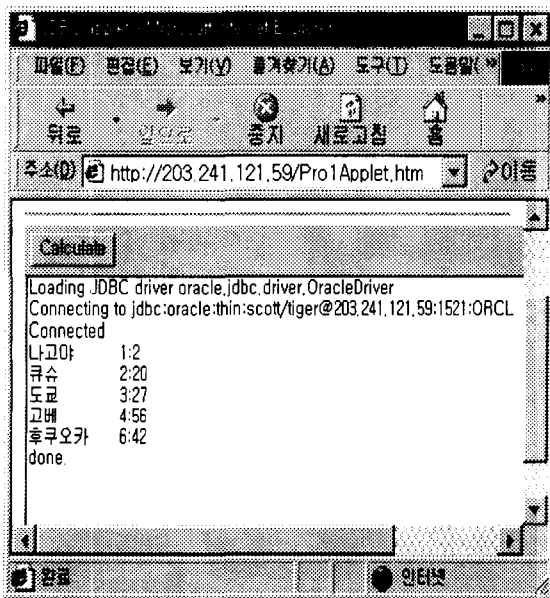 파일(F) 편집(E) 보기(V) 즐겨찾기(A) 도구(T) 도움말( »
뒤로 앞으로 중지 새로고침 홈 »
주소(D) http://203.241.121.59/Pro1Applet.htm 이동
Calculate
Loading JDBC driver oracle.jdbc.driver.OracleDriver
Connecting to jdbc:oracle:thin:scott/tiger@203.241.121.59:1521:ORCL
Connected
나고야 1:2
큐슈 2:20
도쿄 3:27
고베 4:56
후쿠오카 6:42
done.
완료 인터넷